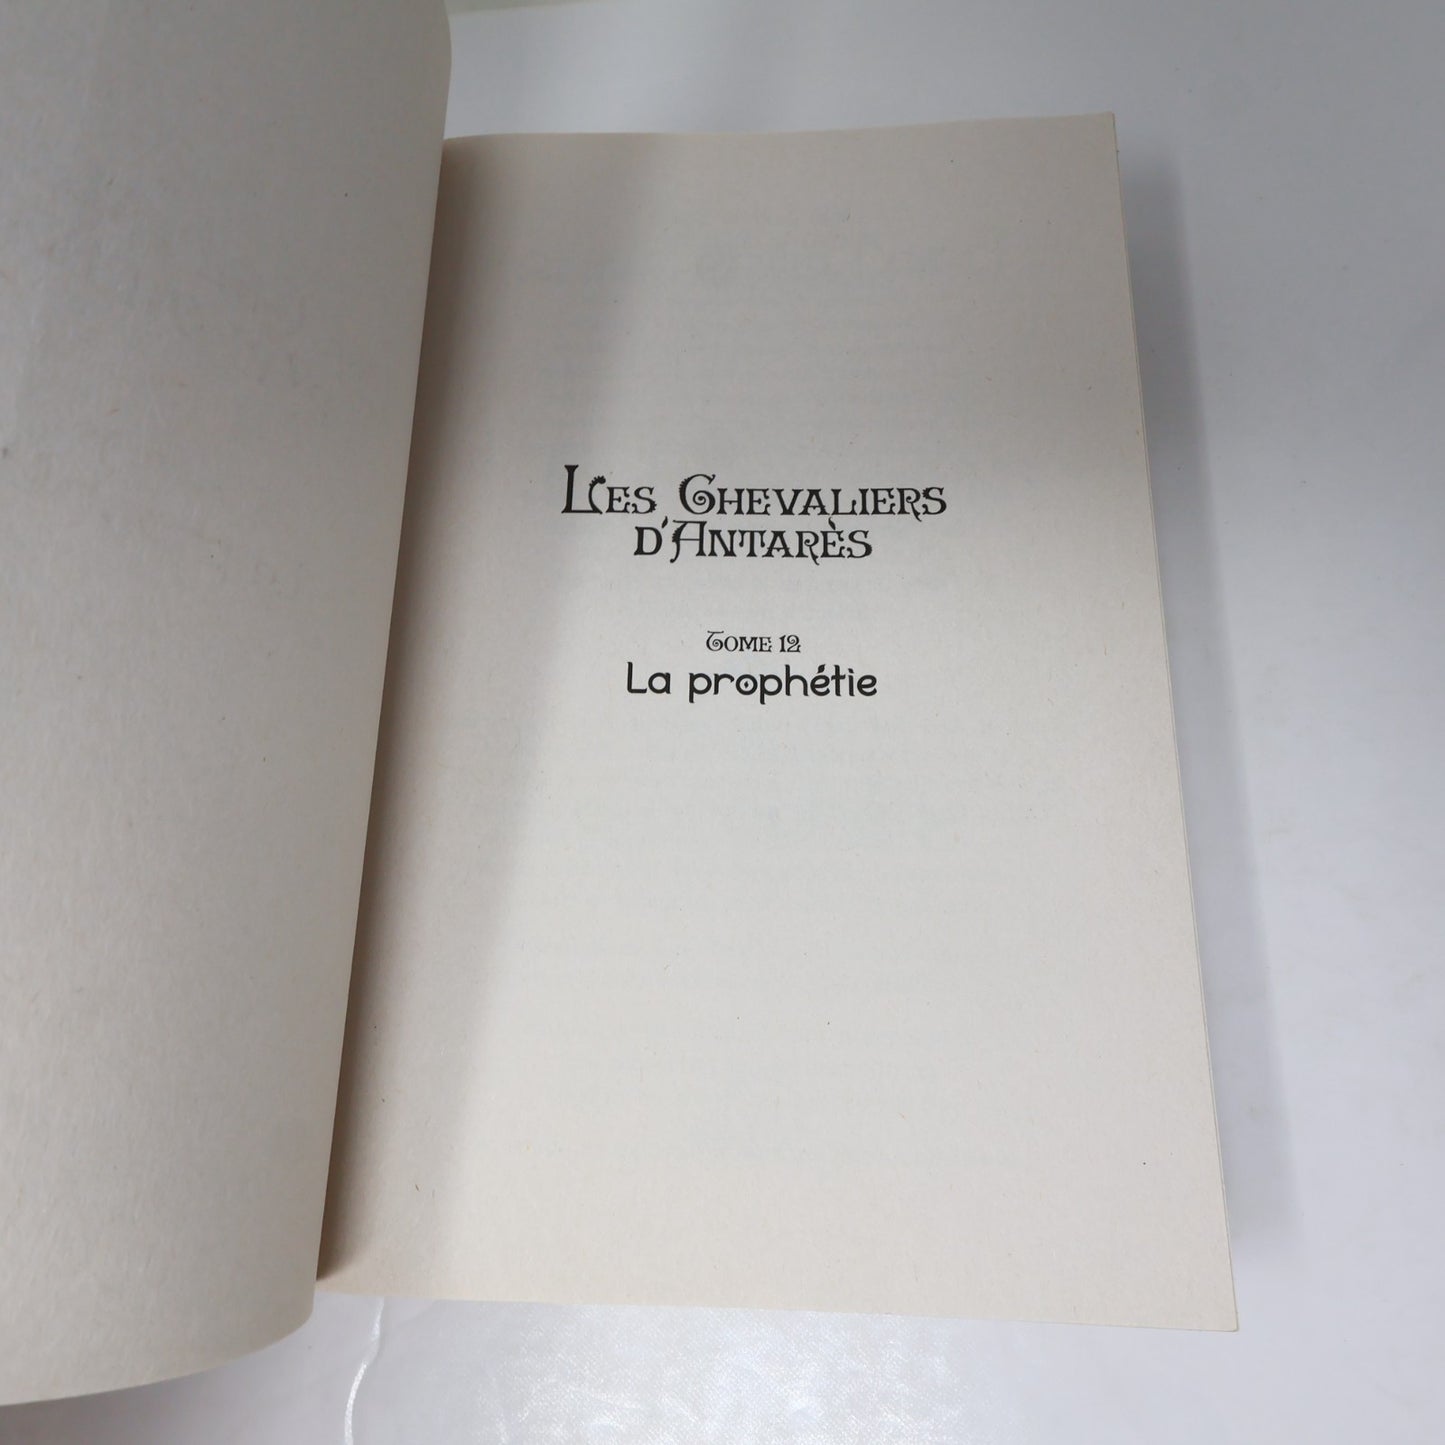 Les Chevaliers
d'Antarès
Tome 12
La prophétie